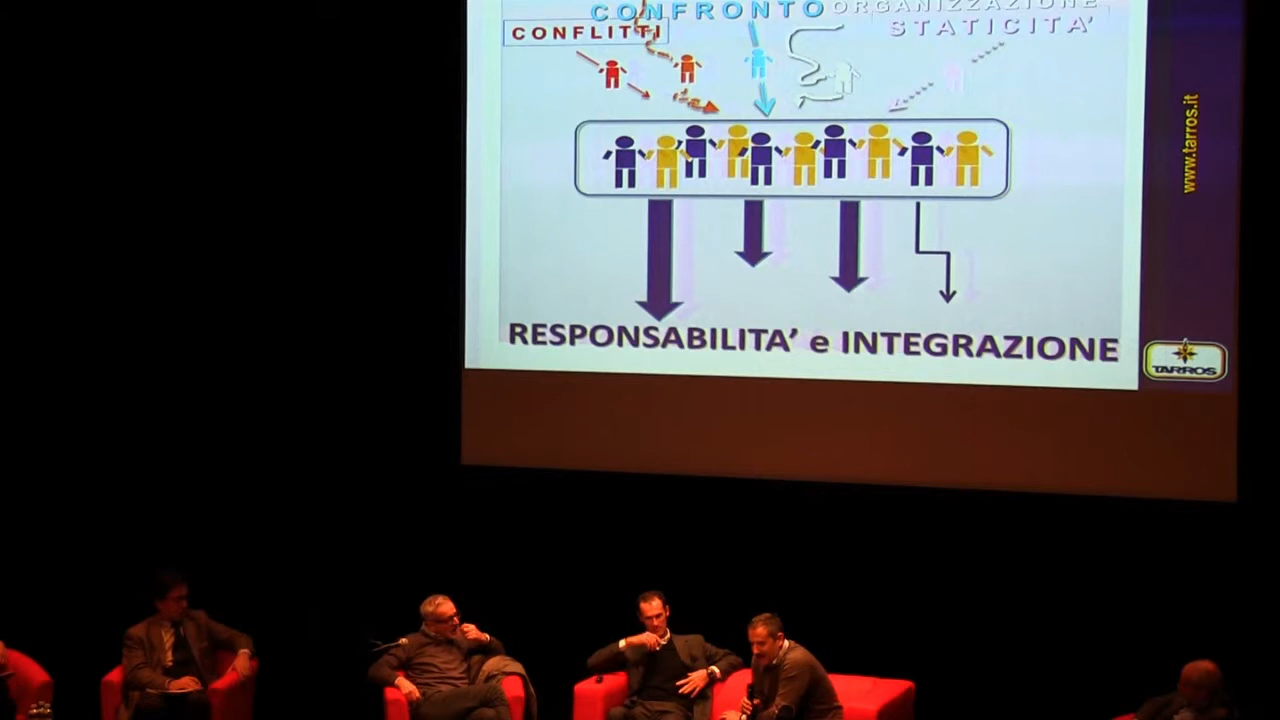 CONFRONTO
ORGANIZZAZIONE
CONFLITTI
STATICITA'
www.tarros.it
RESPONSABILITA' e INTEGRAZIONE
TARROS